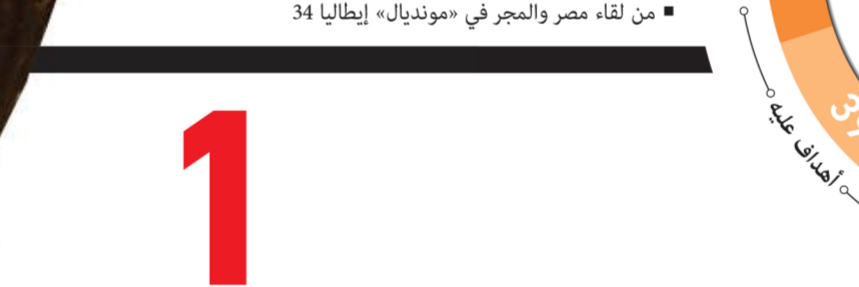 ■ من لقاء مصر والمجر في «مونديال» إيطاليا 34
أهداف عليه
1